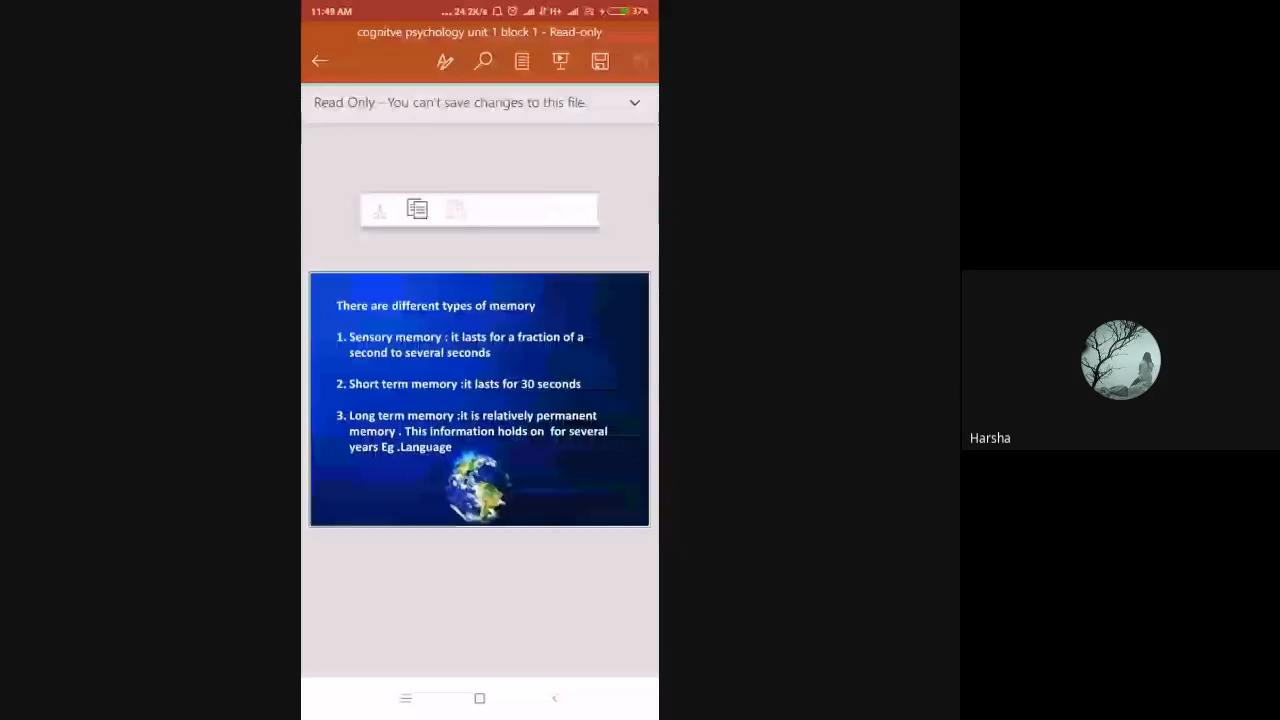 11:49 AM ... 24.2K/s H+ 37%
cognitve psychology unit 1 block 1 - Read-only
Read Only - You can't save changes to this file.
There are different types of memory
1. Sensory memory : it lasts for a fraction of a
second to several seconds
2. Short term memory :it lasts for 30 seconds
3. Long term memory :it is relatively permanent
memory . This information holds on for several
years Eg .Language
Harsha